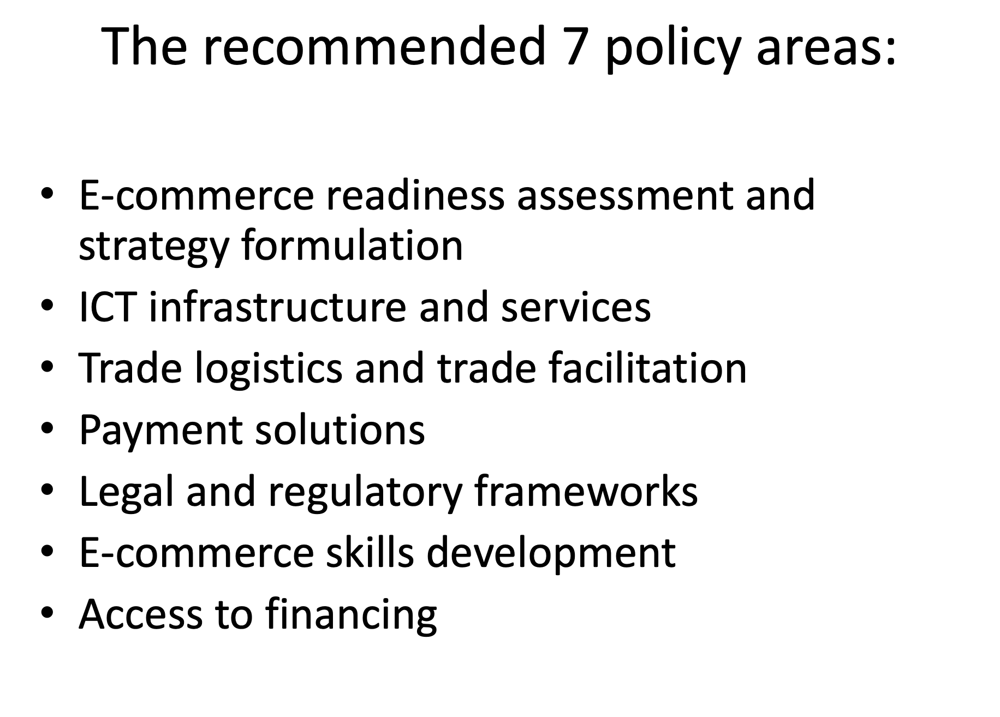 The recommended 7 policy areas:
• E-commerce readiness assessment and
strategy formulation
• ICT infrastructure and services
• Trade logistics and trade facilitation
• Payment solutions
• Legal and regulatory frameworks
• E-commerce skills development
• Access to financing